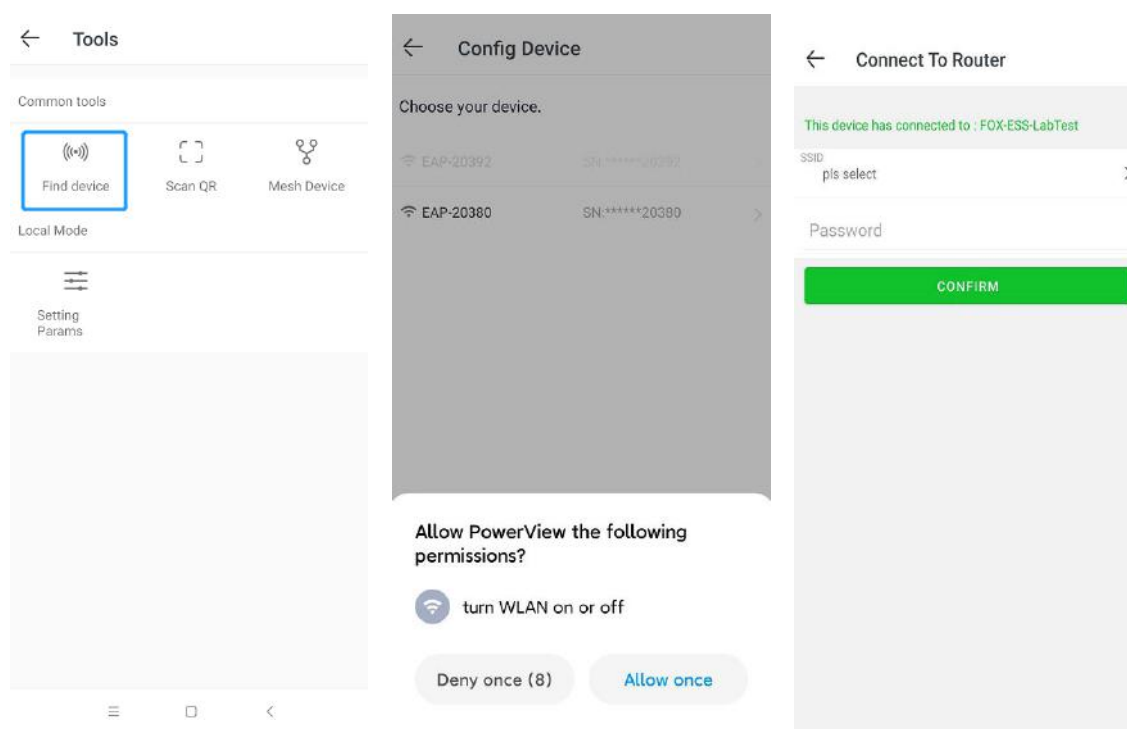 Tools
Common tools
Find device
Scan QR
Mesh Device
Local Mode
Setting
Params
Config Device
Choose your device.
EAP-20392 SN:******20392
EAP-20380 SN:******20380
Allow PowerView the following
permissions?
turn WLAN on or off
Deny once (8)
Allow once
Connect To Router
This device has connected to : FOX-ESS-LabTest
SSID
pls select
Password
CONFIRM